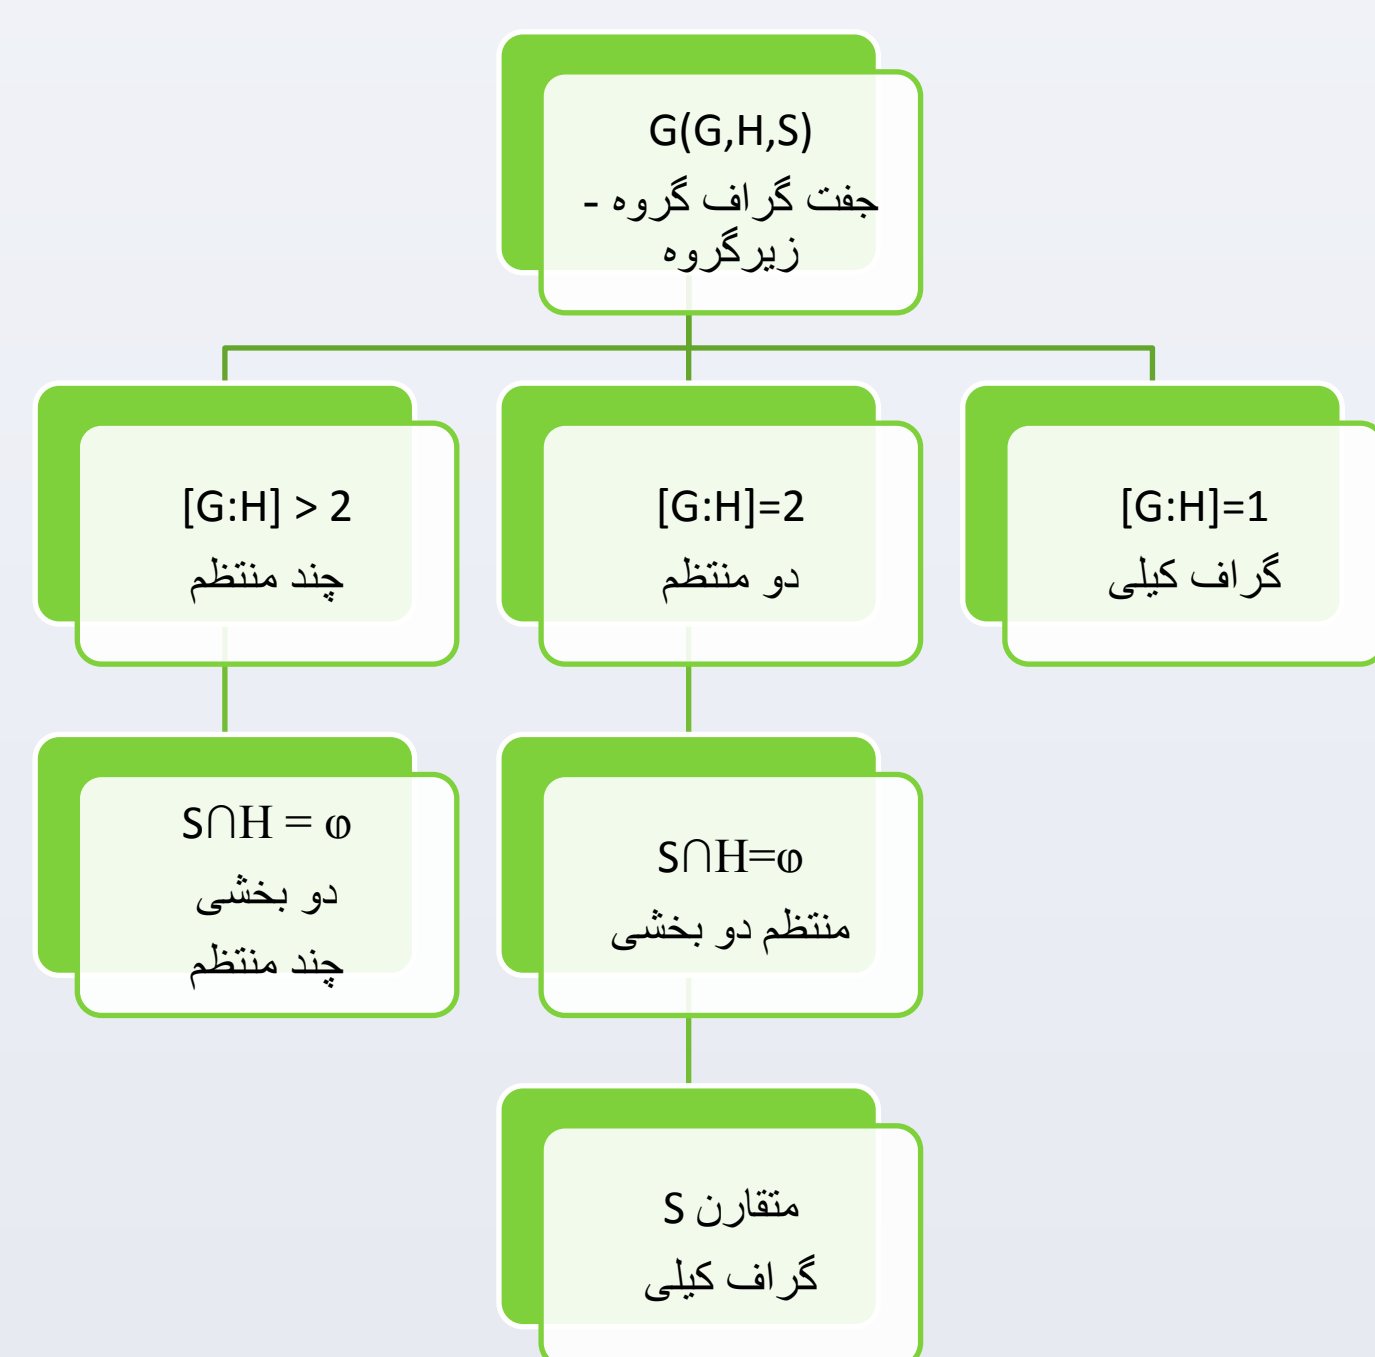 G(G,H,S)
جفت گراف گروه -
زیرگروه
[G:H]=1
گراف کیلی
[G:H]=2
دو منتظم
[G:H] > 2
چند منتظم
S∩H=φ
منتظم دو بخشی
S∩H = φ
دو بخشی
چند منتظم
متقارن S
گراف کیلی